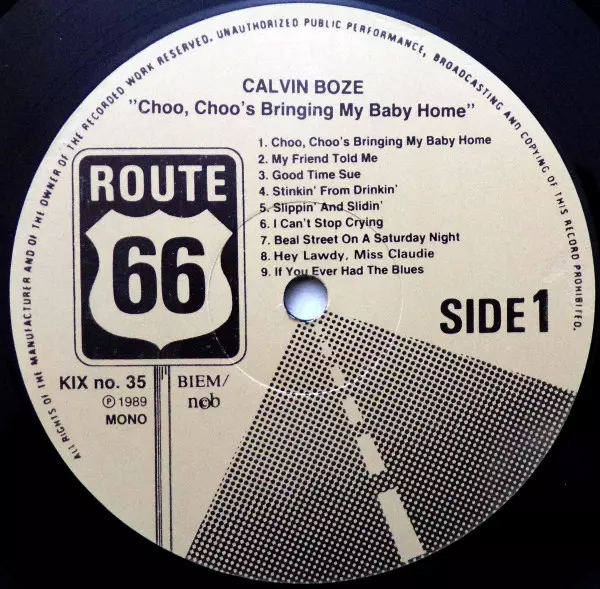 ALL RIGHTS OF THE MANUFACTURER AND OF THE OWNER OF THE RECORDED WORK RESERVED. UNAUTHORIZED PUBLIC PERFORMANCE, BROADCASTING AND COPYING OF THIS RECORD PROHIBITED.
CALVIN BOZE
"Choo, Choo's Bringing My Baby Home"
1. Choo, Choo's Bringing My Baby Home
2. My Friend Told Me
3. Good Time Sue
4. Stinkin' From Drinkin'
5. Slippin' And Slidin'
6. I Can't Stop Crying
7. Beal Street On A Saturday Night
8. Hey Lawdy, Miss Claudie
9. If You Ever Had The Blues
ROUTE
66
SIDE 1
KIX no. 35
℗ 1989
MONO
BIEM/
ncb